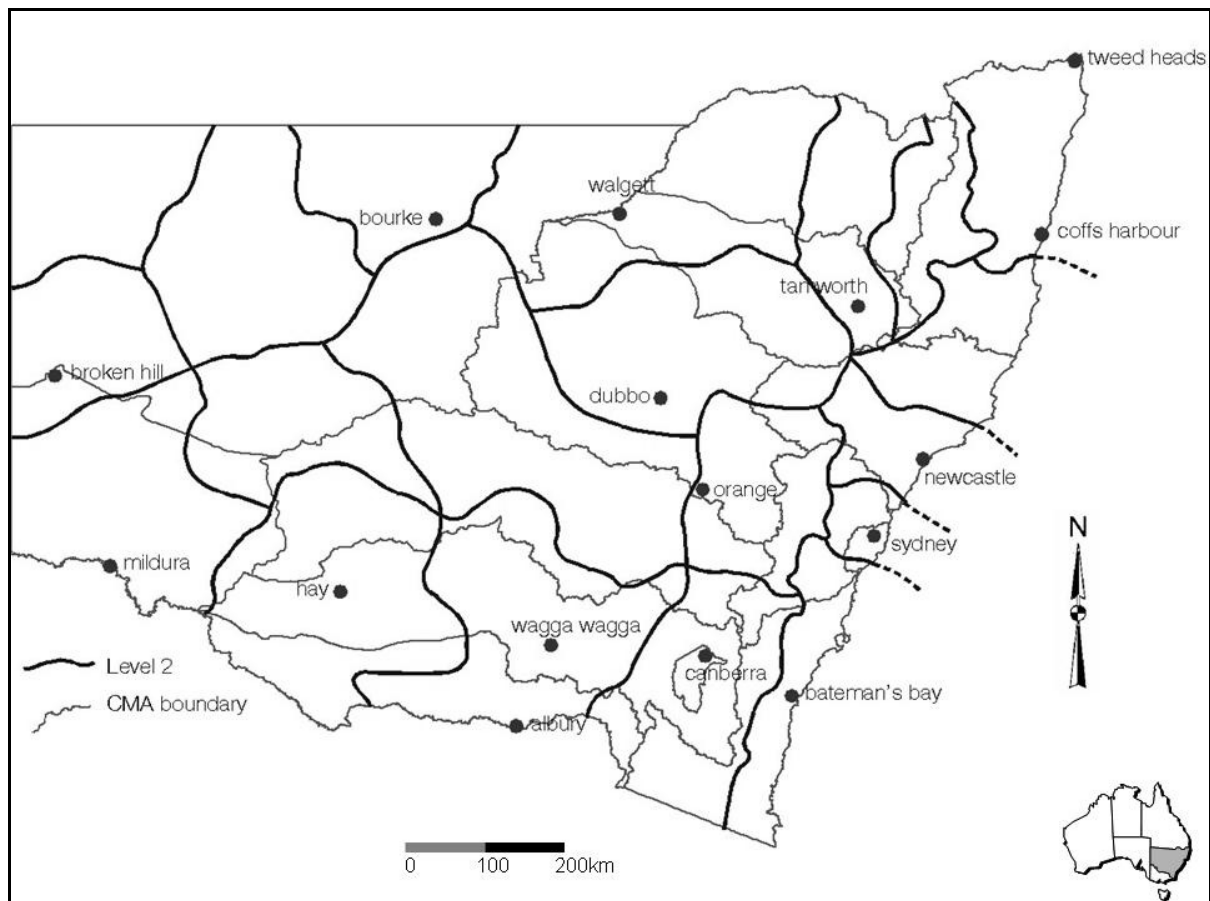 tweed heads
walgett
bourke
coffs harbour
tamworth
broken hill
dubbo
newcastle
orange
N
sydney
mildura
hay
wagga wagga
Level 2
canberra
CMA boundary
bateman's bay
albury
0 100 200km